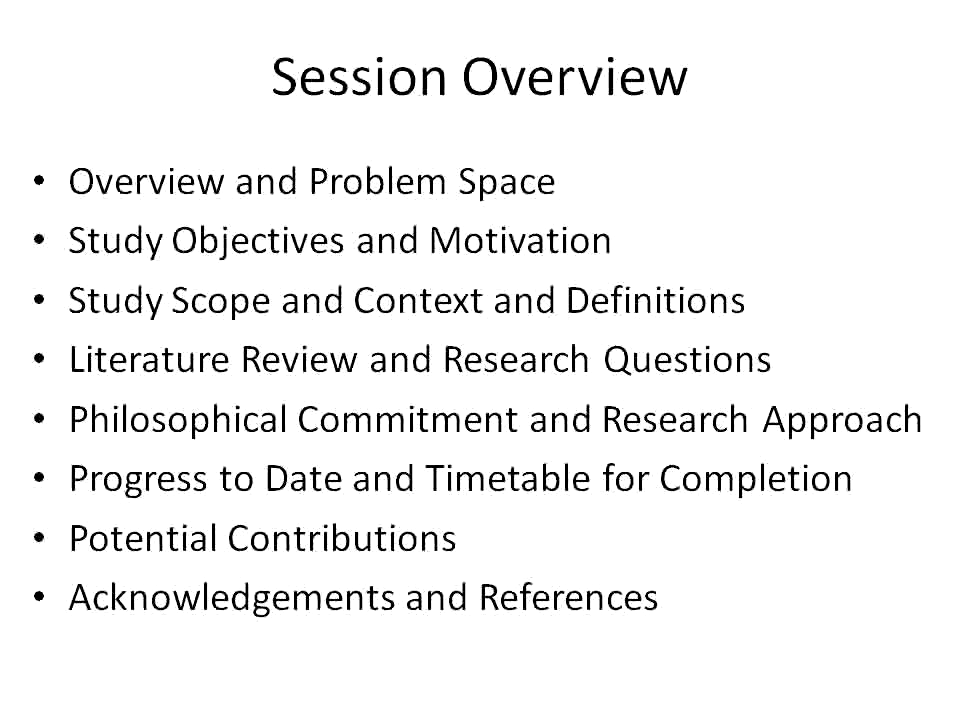 Session Overview
• Overview and Problem Space
• Study Objectives and Motivation
• Study Scope and Context and Definitions
• Literature Review and Research Questions
• Philosophical Commitment and Research Approach
• Progress to Date and Timetable for Completion
• Potential Contributions
• Acknowledgements and References